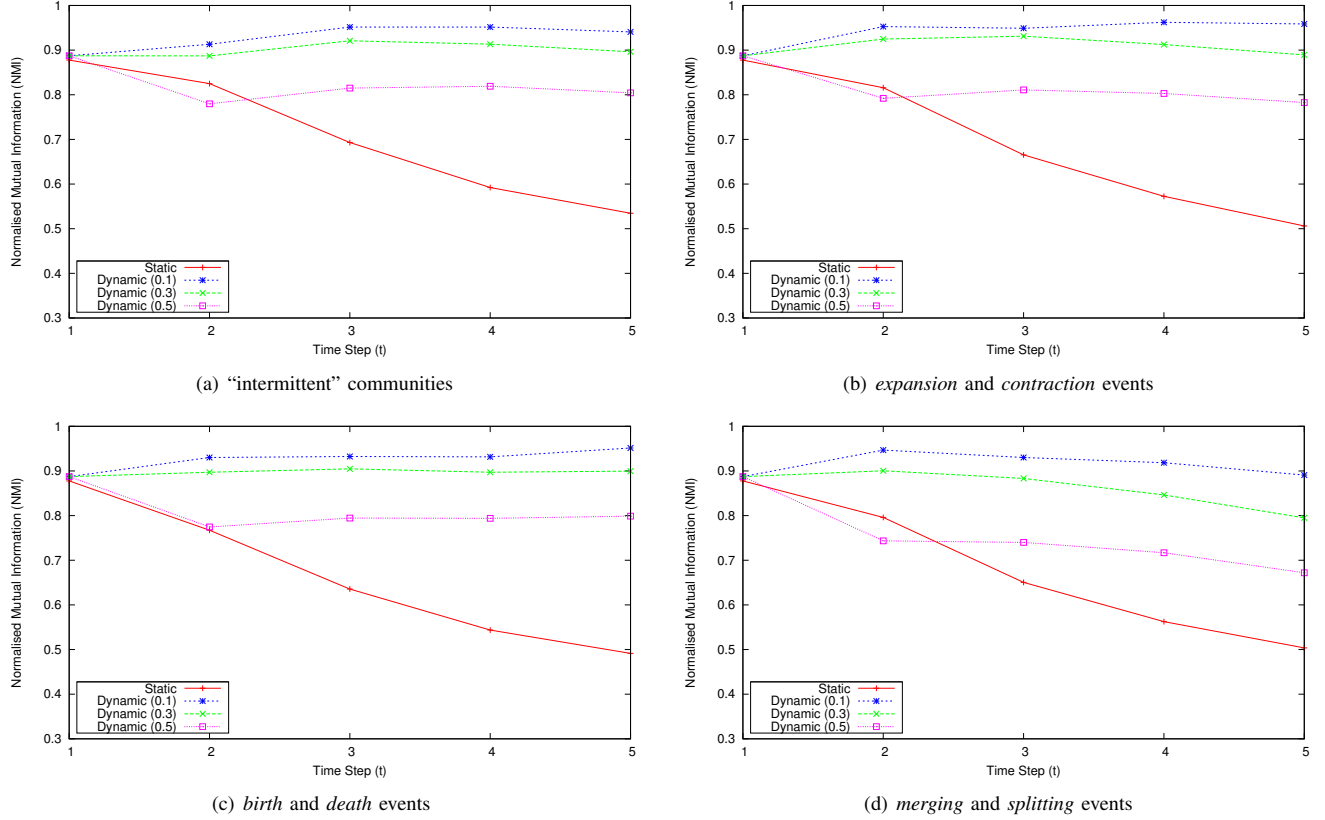 Normalised Mutual Information (NMI)
1
0.9
0.8
0.7
0.6
0.5
0.4
0.3
Static
Dynamic (0.1)
Dynamic (0.3)
Dynamic (0.5)
1 2 3 4 5
Time Step (t)
(a) “intermittent” communities
Normalised Mutual Information (NMI)
1
0.9
0.8
0.7
0.6
0.5
0.4
0.3
Static
Dynamic (0.1)
Dynamic (0.3)
Dynamic (0.5)
1 2 3 4 5
Time Step (t)
(b) expansion and contraction events
Normalised Mutual Information (NMI)
1
0.9
0.8
0.7
0.6
0.5
0.4
0.3
Static
Dynamic (0.1)
Dynamic (0.3)
Dynamic (0.5)
1 2 3 4 5
Time Step (t)
(c) birth and death events
Normalised Mutual Information (NMI)
1
0.9
0.8
0.7
0.6
0.5
0.4
0.3
Static
Dynamic (0.1)
Dynamic (0.3)
Dynamic (0.5)
1 2 3 4 5
Time Step (t)
(d) merging and splitting events